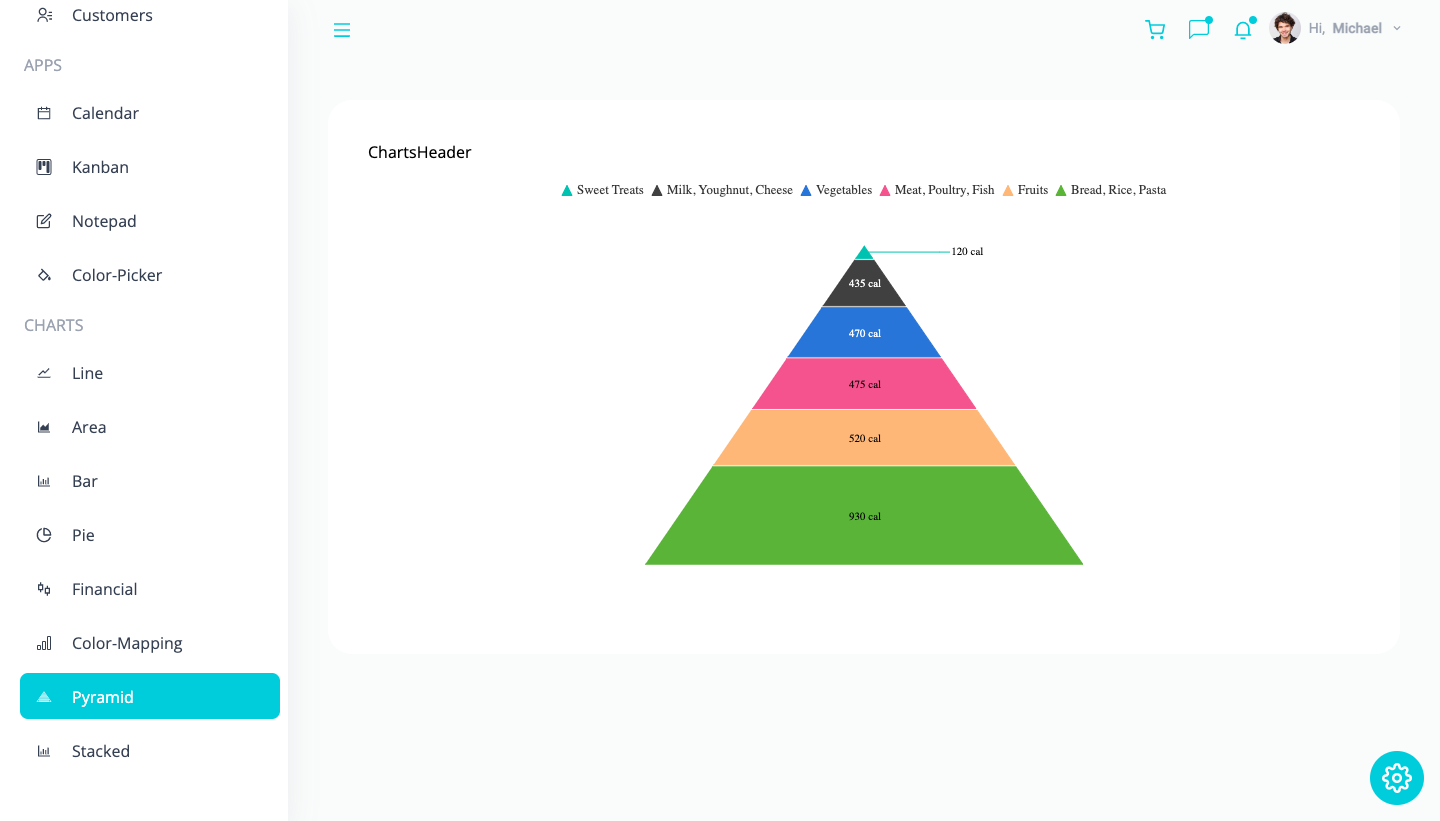 Customers
APPS
Calendar
Kanban
Notepad
Color-Picker
CHARTS
Line
Area
Bar
Pie
Financial
Color-Mapping
Pyramid
Stacked
Hi, Michael
ChartsHeader
Sweet Treats Milk, Youghnut, Cheese Vegetables Meat, Poultry, Fish Fruits Bread, Rice, Pasta
120 cal
435 cal
470 cal
475 cal
520 cal
930 cal